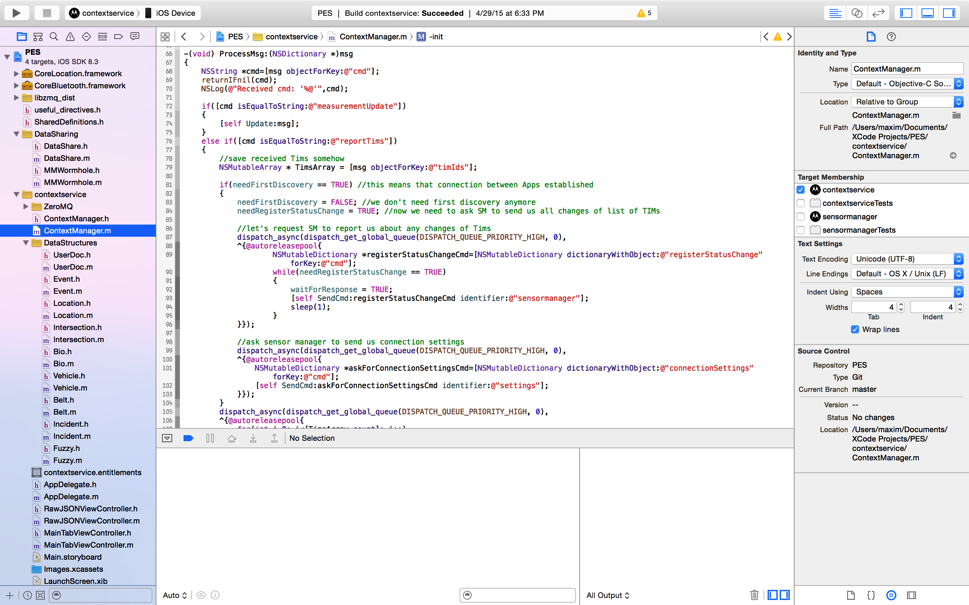 contextservice
iOS Device
PES | Build contextservice: Succeeded | 4/29/15 at 6:33 PM
5
PES
4 targets, iOS SDK 8.3
CoreLocation.framework
CoreBluetooth.framework
libzmq_dist
useful_directives.h
SharedDefinitions.h
DataSharing
DataShare.h
DataShare.m
MMWormhole.h
MMWormhole.m
contextservice
ZeroMQ
ContextManager.h
ContextManager.m
DataStructures
UserDoc.h
UserDoc.m
Event.h
Event.m
Location.h
Location.m
Intersection.h
Intersection.m
Bio.h
Bio.m
Vehicle.h
Vehicle.m
Belt.h
Belt.m
Incident.h
Incident.m
Fuzzy.h
Fuzzy.m
contextservice.entitlements
AppDelegate.h
AppDelegate.m
RawJSONViewController.h
RawJSONViewController.m
MainTabViewController.h
MainTabViewController.m
Main.storyboard
Images.xcassets
LaunchScreen.xib
PES
contextservice
ContextManager.m
M -init
66 -(void) ProcessMsg:(NSDictionary *)msg
67 {
68 NSString *cmd=[msg objectForKey:@"cmd"];
69 returnIFnil(cmd);
70 NSLog(@"Received cmd: '%@'",cmd);
71
72 if([cmd isEqualToString:@"measurementUpdate"])
73 {
74 [self Update:msg];
75 }
76 else if([cmd isEqualToString:@"reportTims"])
77 {
78 //save received Tims somehow
79 NSMutableArray * TimsArray = [msg objectForKey:@"timIds"];
80
81 if(needFirstDiscovery == TRUE) //this means that connection between Apps established
82 {
83 needFirstDiscovery = FALSE; //we don't need first discovery anymore
84 needRegisterStatusChange = TRUE; //now we need to ask SM to send us all changes of list of TIMs
85
86 //let's request SM to report us about any changes of Tims
87 dispatch_async(dispatch_get_global_queue(DISPATCH_QUEUE_PRIORITY_HIGH, 0),
88 ^{@autoreleasepool{
89 NSMutableDictionary *registerStatusChangeCmd=[NSMutableDictionary dictionaryWithObject:@"registerStatusChange"
forKey:@"cmd"];
90 while(needRegisterStatusChange == TRUE)
91 {
92 waitForResponse = TRUE;
93 [self SendCmd:registerStatusChangeCmd identifier:@"sensormanager"];
94 sleep(1);
95 }
96 }});
97
98 //ask sensor manager to send us connection settings
99 dispatch_async(dispatch_get_global_queue(DISPATCH_QUEUE_PRIORITY_HIGH, 0),
100 ^{@autoreleasepool{
101 NSMutableDictionary *askForConnectionSettingsCmd=[NSMutableDictionary dictionaryWithObject:@"connectionSettings"
forKey:@"cmd"];
102 [self SendCmd:askForConnectionSettingsCmd identifier:@"settings"];
103 }});
104 }
105 dispatch_async(dispatch_get_global_queue(DISPATCH_QUEUE_PRIORITY_HIGH, 0),
106 ^{@autoreleasepool{
No Selection
Auto
All Output
Identity and Type
Name ContextManager.m
Type Default - Objective-C So...
Location Relative to Group
ContextManager.m
Full Path /Users/maxim/Documents/
XCode Projects/PES/
contextservice/
ContextManager.m
Target Membership
contextservice
contextserviceTests
sensormanager
sensormanagerTests
Text Settings
Text Encoding Unicode (UTF-8)
Line Endings Default - OS X / Unix (LF)
Indent Using Spaces
Widths 4 4
Tab Indent
Wrap lines
Source Control
Repository PES
Type Git
Current Branch master
Version --
Status No changes
Location /Users/maxim/Documents/
XCode Projects/PES/
contextservice/
ContextManager.m